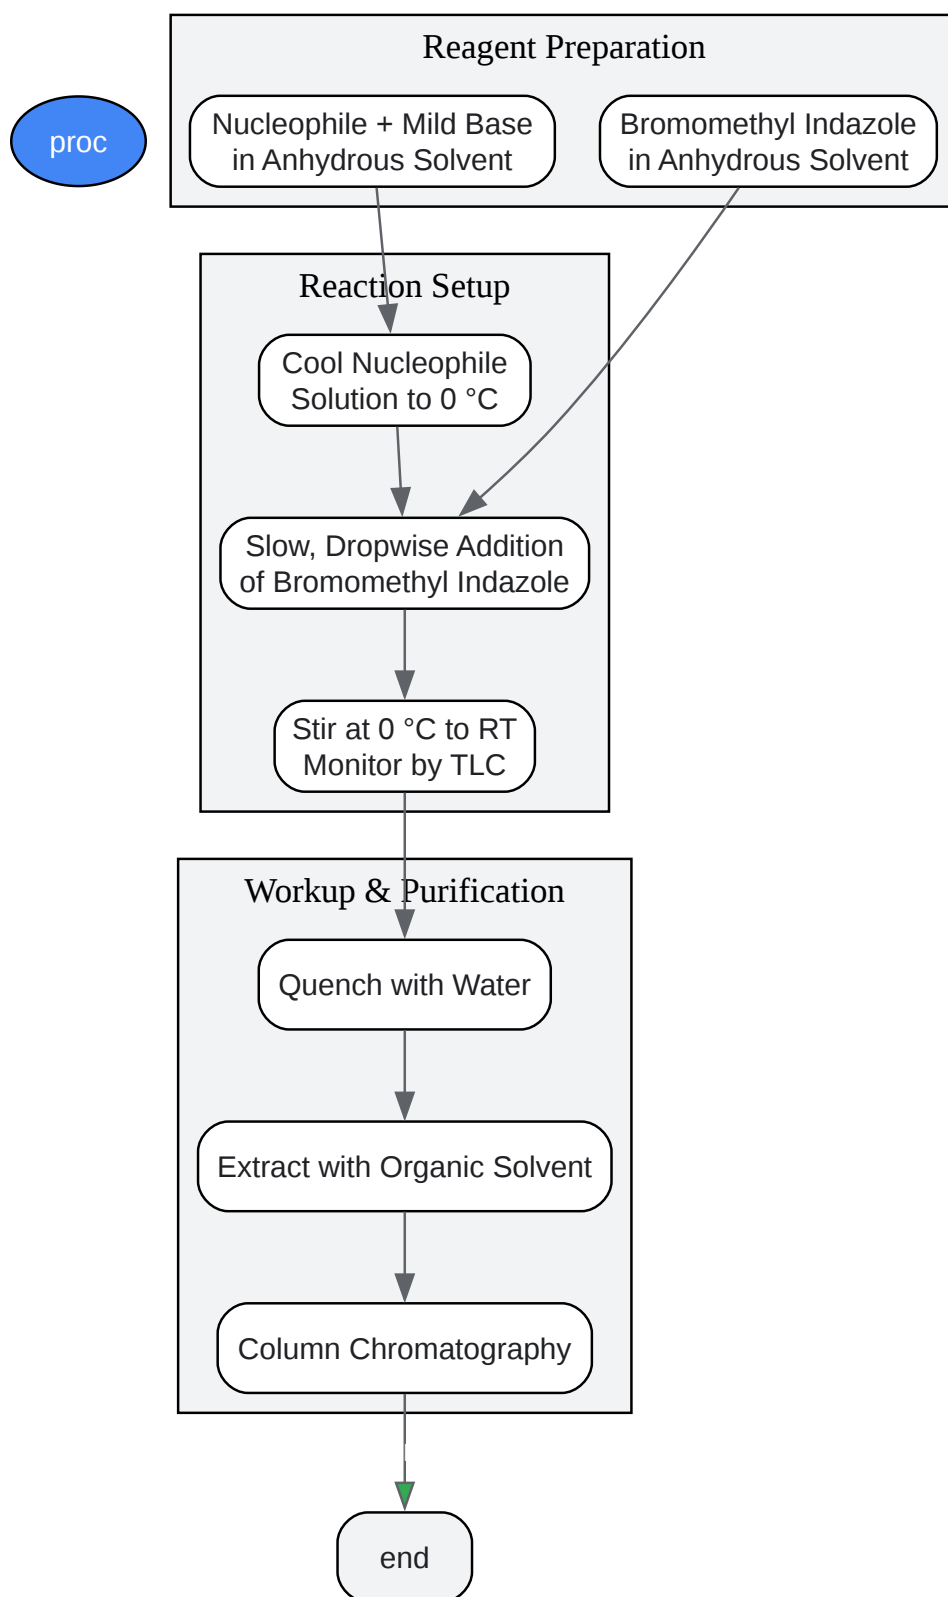 Reagent Preparation
proc
Nucleophile + Mild Base
in Anhydrous Solvent
Bromomethyl Indazole
in Anhydrous Solvent
Reaction Setup
Cool Nucleophile
Solution to 0 °C
Slow, Dropwise Addition
of Bromomethyl Indazole
Stir at 0 °C to RT
Monitor by TLC
Workup & Purification
Quench with Water
Extract with Organic Solvent
Column Chromatography
end